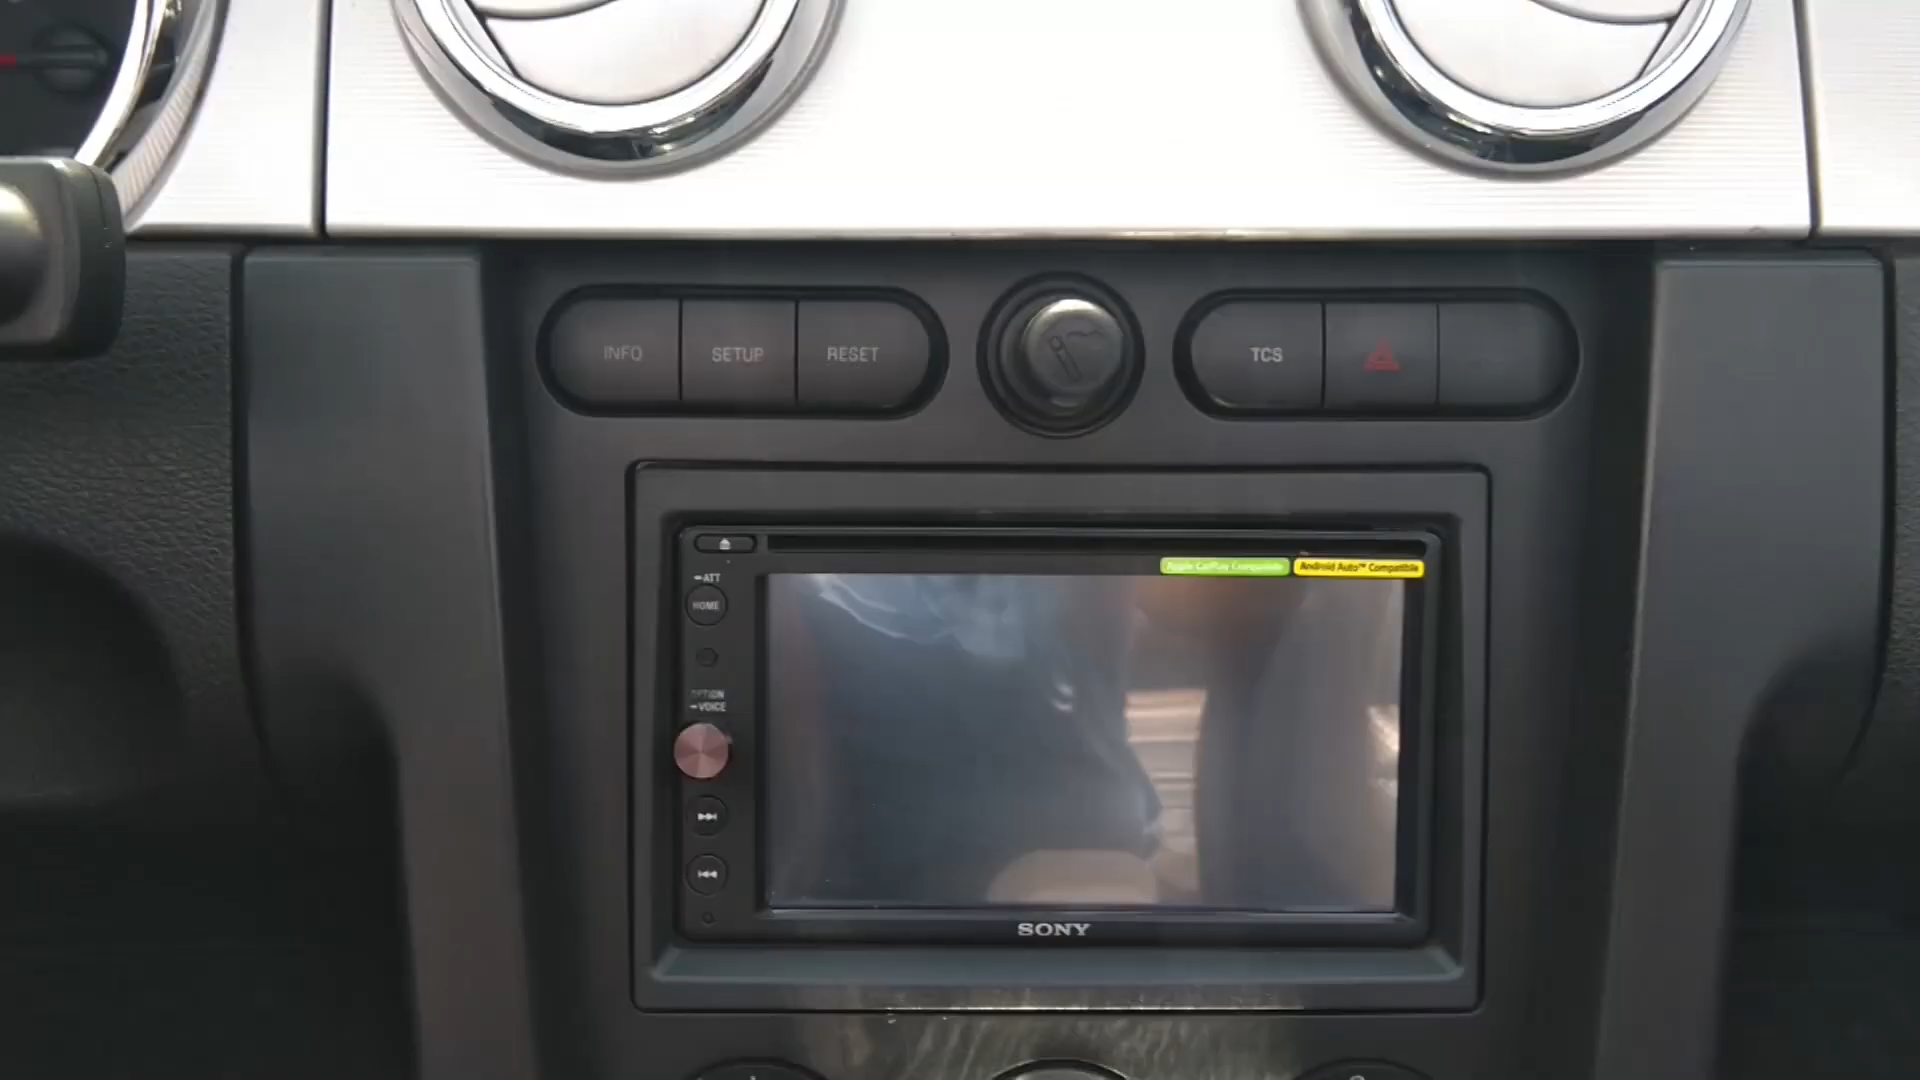 INFO SETUP RESET TCS
Apple CarPlay Compatible Android Auto™ Compatible
ATT
HOME
OPTION
VOICE
SONY